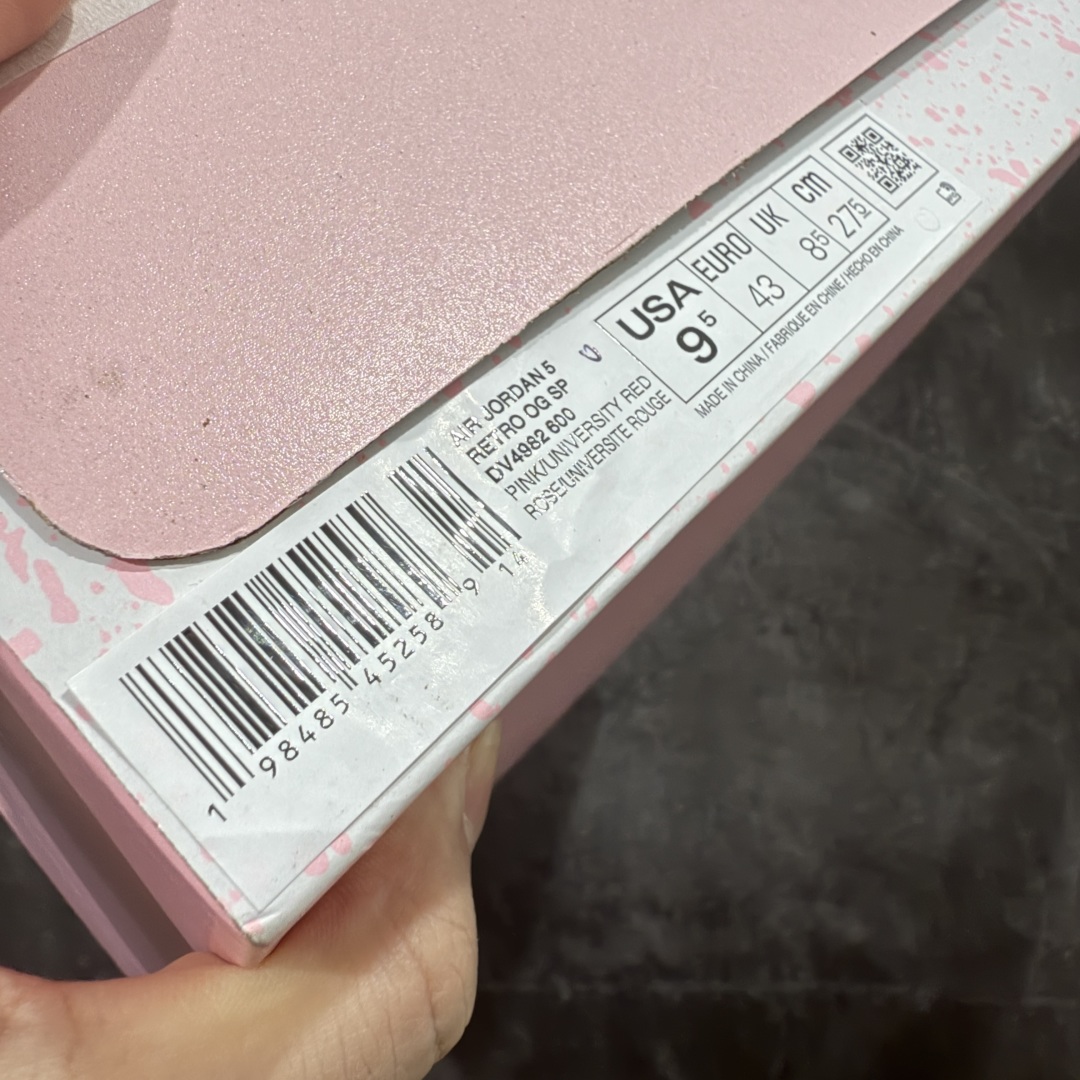 AIR JORDAN 5
RETRO OG SP
DV4982 600
PINK/UNIVERSITY RED
ROSE/UNIVERSITE ROUGE
USA EURO UK cm
9⁵ 43 8⁵ 27⁵
MADE IN CHINA / FABRIQUE EN CHINE / HECHO EN CHINA
1 98485 45258 9 14